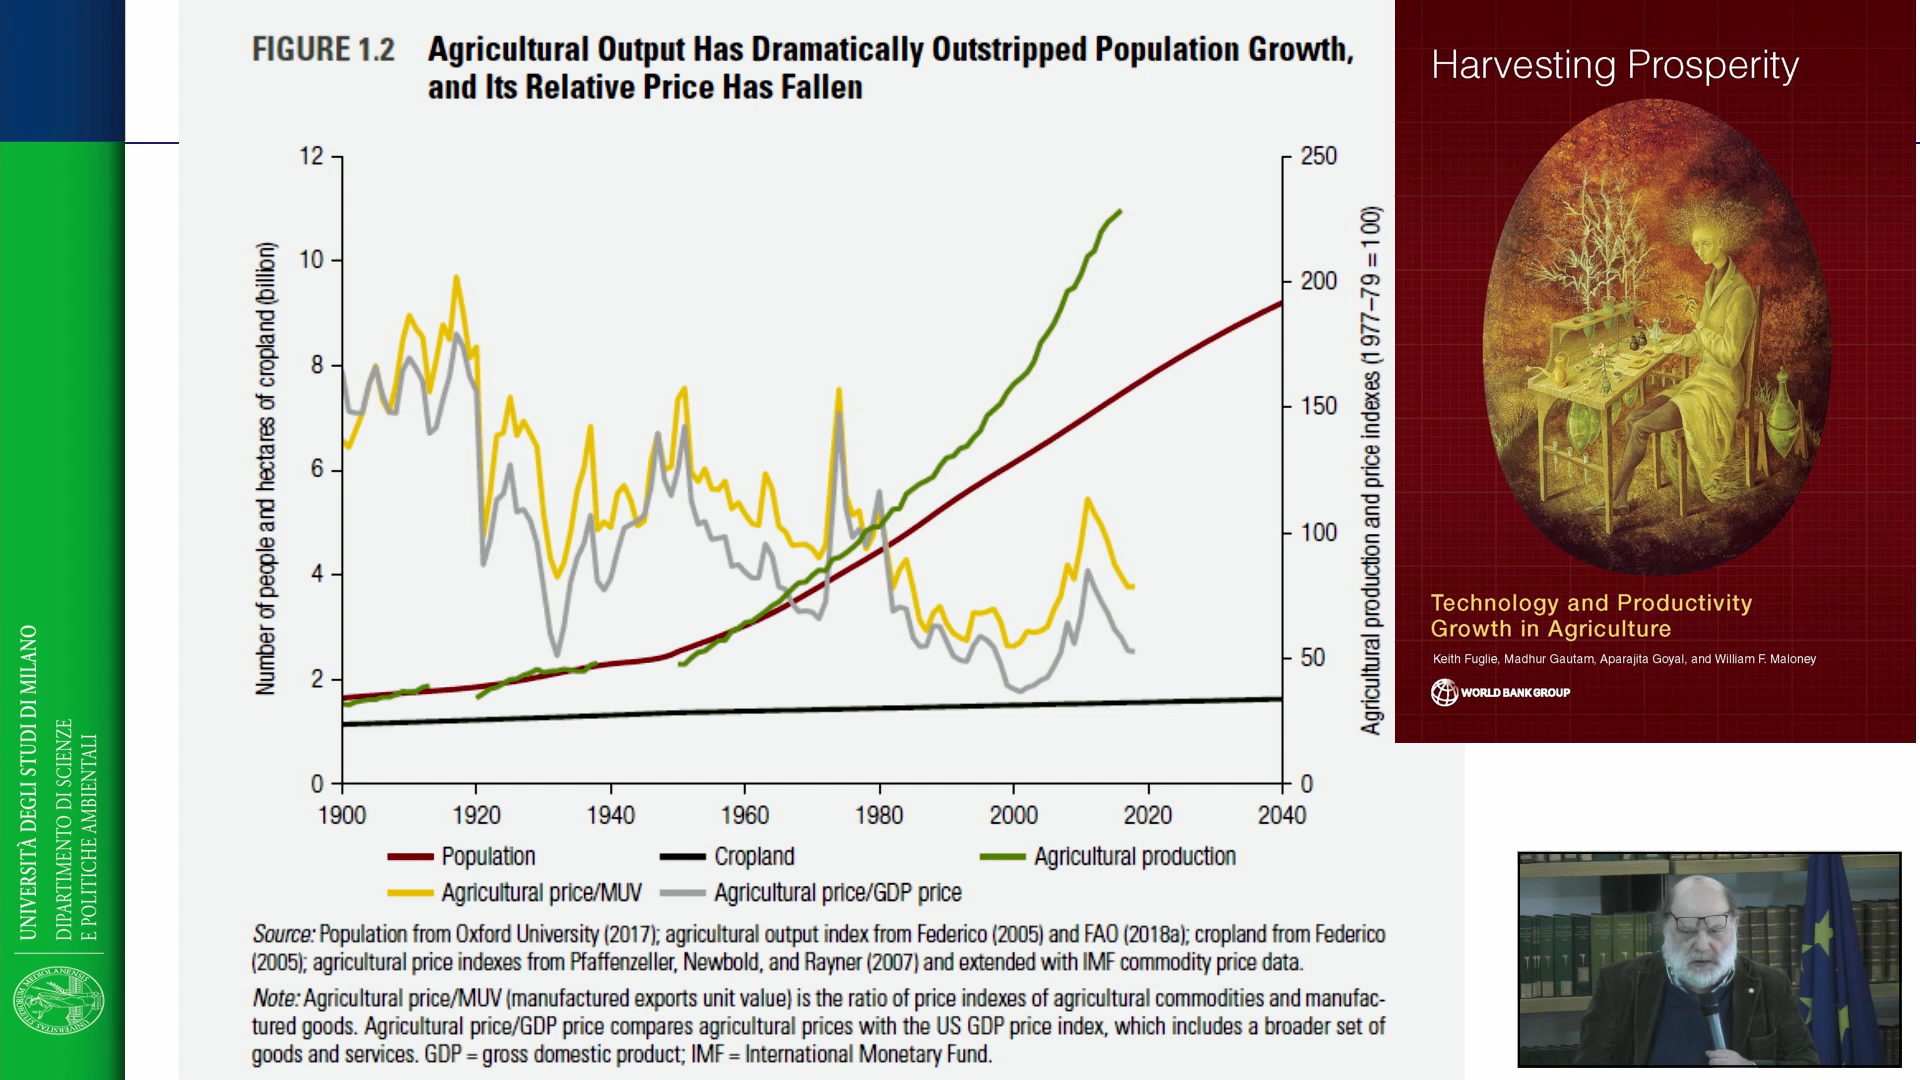 FIGURE 1.2 Agricultural Output Has Dramatically Outstripped Population Growth,
and Its Relative Price Has Fallen
Number of people and hectares of cropland (billion)
12
10
8
6
4
2
0
250
200
150
100
50
0
Agricultural production and price indexes (1977–79 = 100)
1900 1920 1940 1960 1980 2000 2020 2040
Population Cropland Agricultural production
Agricultural price/MUV Agricultural price/GDP price
Source: Population from Oxford University (2017); agricultural output index from Federico (2005) and FAO (2018a); cropland from Federico
(2005); agricultural price indexes from Pfaffenzeller, Newbold, and Rayner (2007) and extended with IMF commodity price data.
Note: Agricultural price/MUV (manufactured exports unit value) is the ratio of price indexes of agricultural commodities and manufac-
tured goods. Agricultural price/GDP price compares agricultural prices with the US GDP price index, which includes a broader set of
goods and services. GDP = gross domestic product; IMF = International Monetary Fund.
Harvesting Prosperity
Technology and Productivity
Growth in Agriculture
Keith Fuglie, Madhur Gautam, Aparajita Goyal, and William F. Maloney
WORLD BANK GROUP
UNIVERSITÀ DEGLI STUDI DI MILANO
DIPARTIMENTO DI SCIENZE
E POLITICHE AMBIENTALI